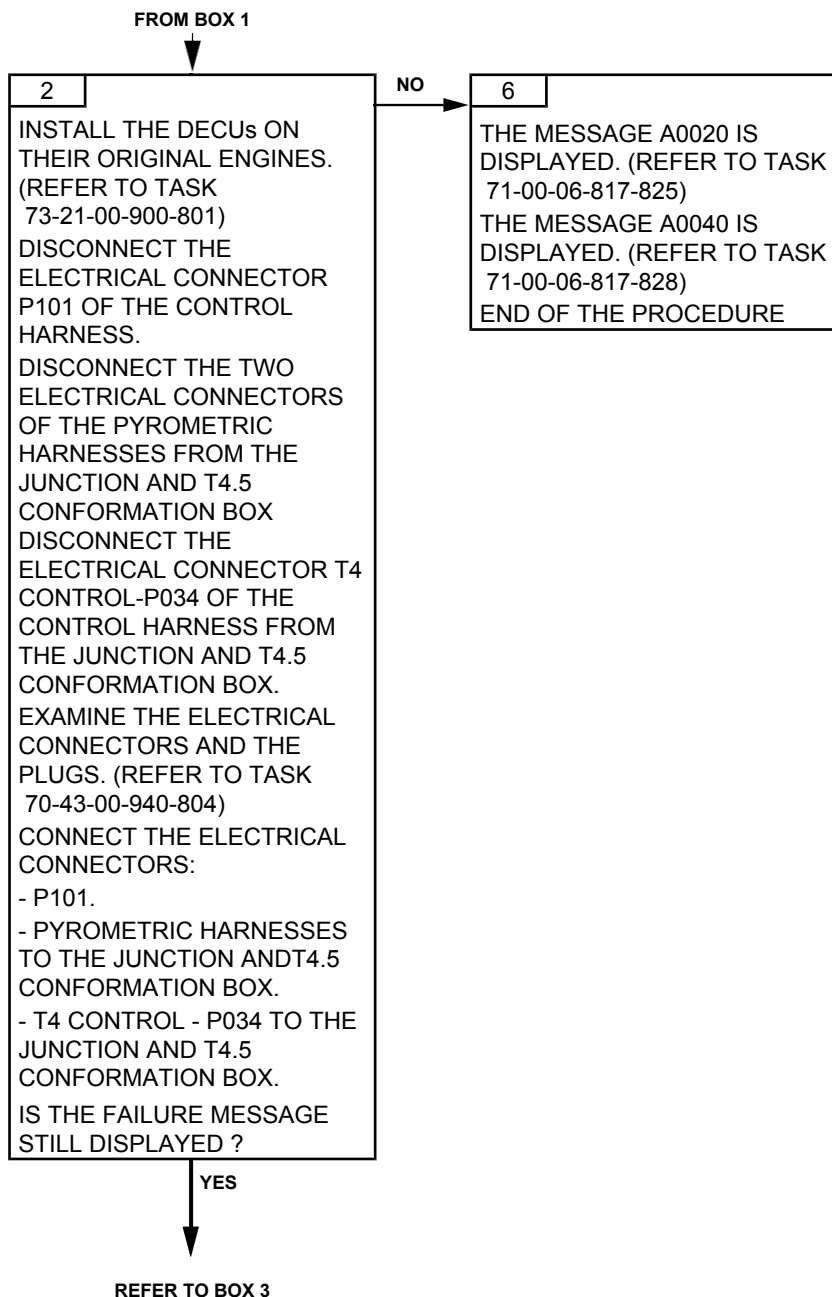 FROM BOX 1
2
INSTALL THE DECUs ON
THEIR ORIGINAL ENGINES.
(REFER TO TASK
73-21-00-900-801)
DISCONNECT THE
ELECTRICAL CONNECTOR
P101 OF THE CONTROL
HARNESS.
DISCONNECT THE TWO
ELECTRICAL CONNECTORS
OF THE PYROMETRIC
HARNESSES FROM THE
JUNCTION AND T4.5
CONFORMATION BOX
DISCONNECT THE
ELECTRICAL CONNECTOR T4
CONTROL-P034 OF THE
CONTROL HARNESS FROM
THE JUNCTION AND T4.5
CONFORMATION BOX.
EXAMINE THE ELECTRICAL
CONNECTORS AND THE
PLUGS. (REFER TO TASK
70-43-00-940-804)
CONNECT THE ELECTRICAL
CONNECTORS:
- P101.
- PYROMETRIC HARNESSES
TO THE JUNCTION ANDT4.5
CONFORMATION BOX.
- T4 CONTROL - P034 TO THE
JUNCTION AND T4.5
CONFORMATION BOX.
IS THE FAILURE MESSAGE
STILL DISPLAYED ?
NO
6
THE MESSAGE A0020 IS
DISPLAYED. (REFER TO TASK
71-00-06-817-825)
THE MESSAGE A0040 IS
DISPLAYED. (REFER TO TASK
71-00-06-817-828)
END OF THE PROCEDURE
YES
REFER TO BOX 3